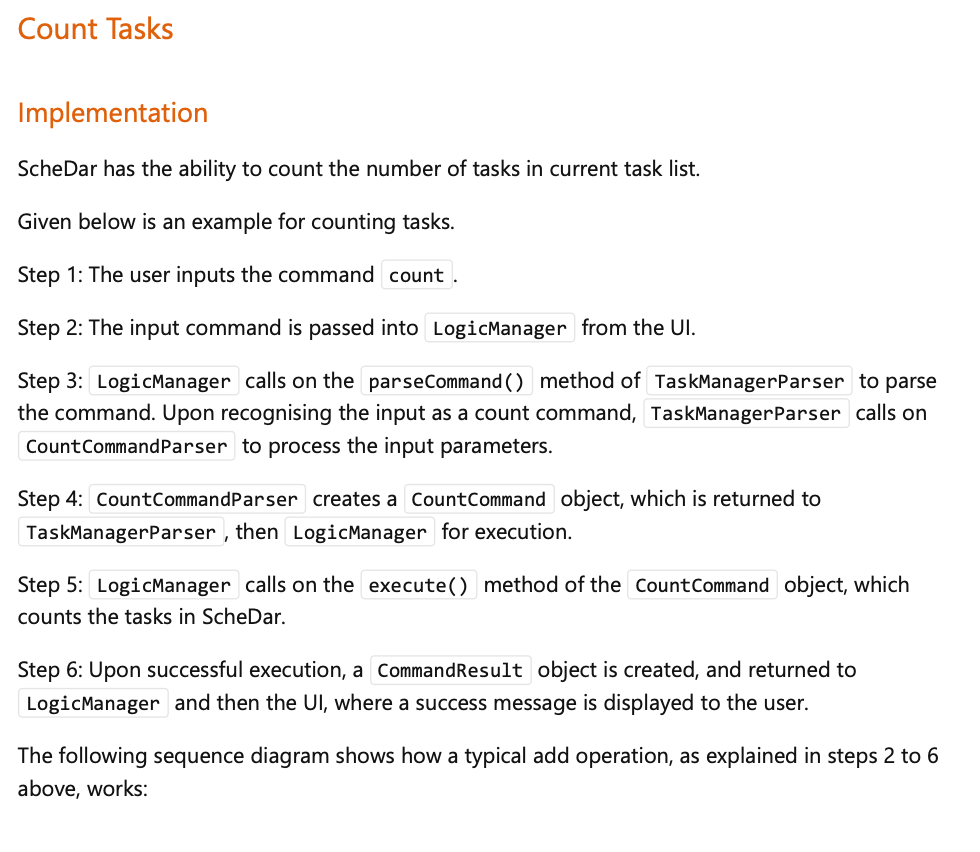 Count Tasks
Implementation
ScheDar has the ability to count the number of tasks in current task list.
Given below is an example for counting tasks.
Step 1: The user inputs the command count.
Step 2: The input command is passed into LogicManager from the UI.
Step 3: LogicManager calls on the parseCommand() method of TaskManagerParser to parse
the command. Upon recognising the input as a count command, TaskManagerParser calls on
CountCommandParser to process the input parameters.
Step 4: CountCommandParser creates a CountCommand object, which is returned to
TaskManagerParser, then LogicManager for execution.
Step 5: LogicManager calls on the execute() method of the CountCommand object, which
counts the tasks in ScheDar.
Step 6: Upon successful execution, a CommandResult object is created, and returned to
LogicManager and then the UI, where a success message is displayed to the user.
The following sequence diagram shows how a typical add operation, as explained in steps 2 to 6
above, works: